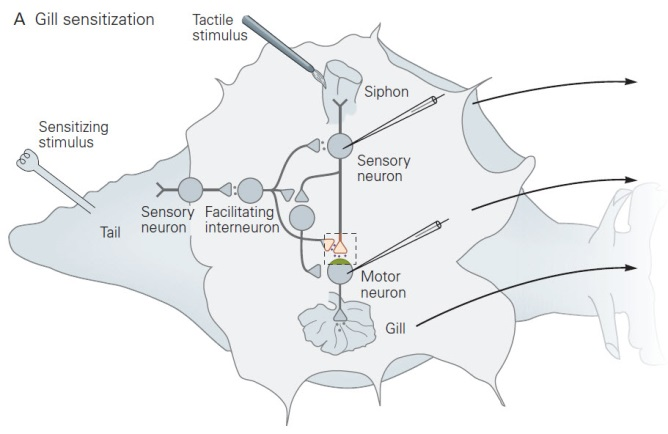 A Gill sensitization
Tactile
stimulus
Siphon
Sensitizing
stimulus
Sensory
neuron
Sensory
neuron
Facilitating
interneuron
Tail
Motor
neuron
Gill